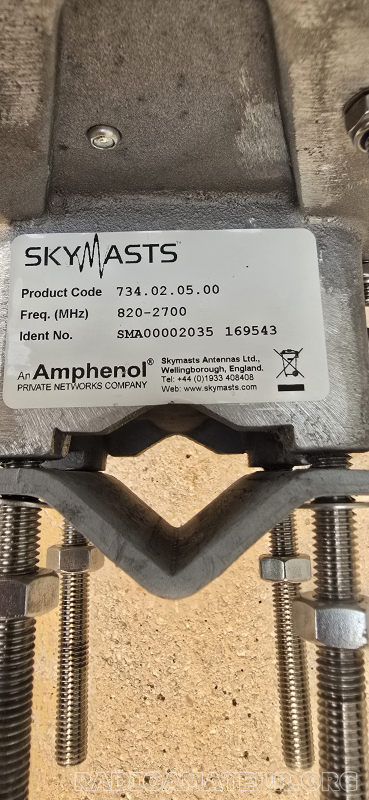 SKYMASTS™
Product Code 734.02.05.00
Freq. (MHz) 820-2700
Ident No. SMA00002035 169543
An Amphenol®
PRIVATE NETWORKS COMPANY
Skymasts Antennas Ltd.,
Wellingborough, England.
Tel: +44 (0)1933 408408
Web: www.skymasts.com
RADIOAMATEUR.ORG